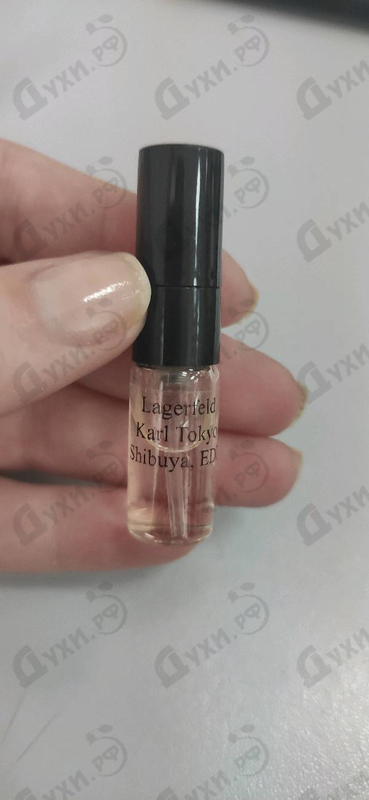 Lagerfeld
Karl Tokyo
Shibuya, ED
Духи.РФ